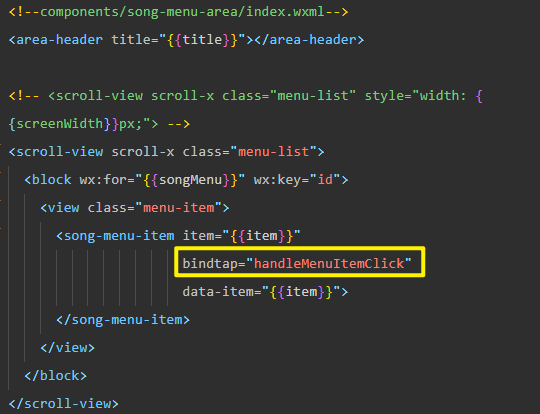 <!--components/song-menu-area/index.wxml-->
<area-header title="{{title}}"></area-header>
<!-- <scroll-view scroll-x class="menu-list" style="width: {
{screenWidth}}px;"> -->
<scroll-view scroll-x class="menu-list">
<block wx:for="{{songMenu}}" wx:key="id">
<view class="menu-item">
<song-menu-item item="{{item}}"
bindtap="handleMenuItemClick"
data-item="{{item}}">
</song-menu-item>
</view>
</block>
</scroll-view>